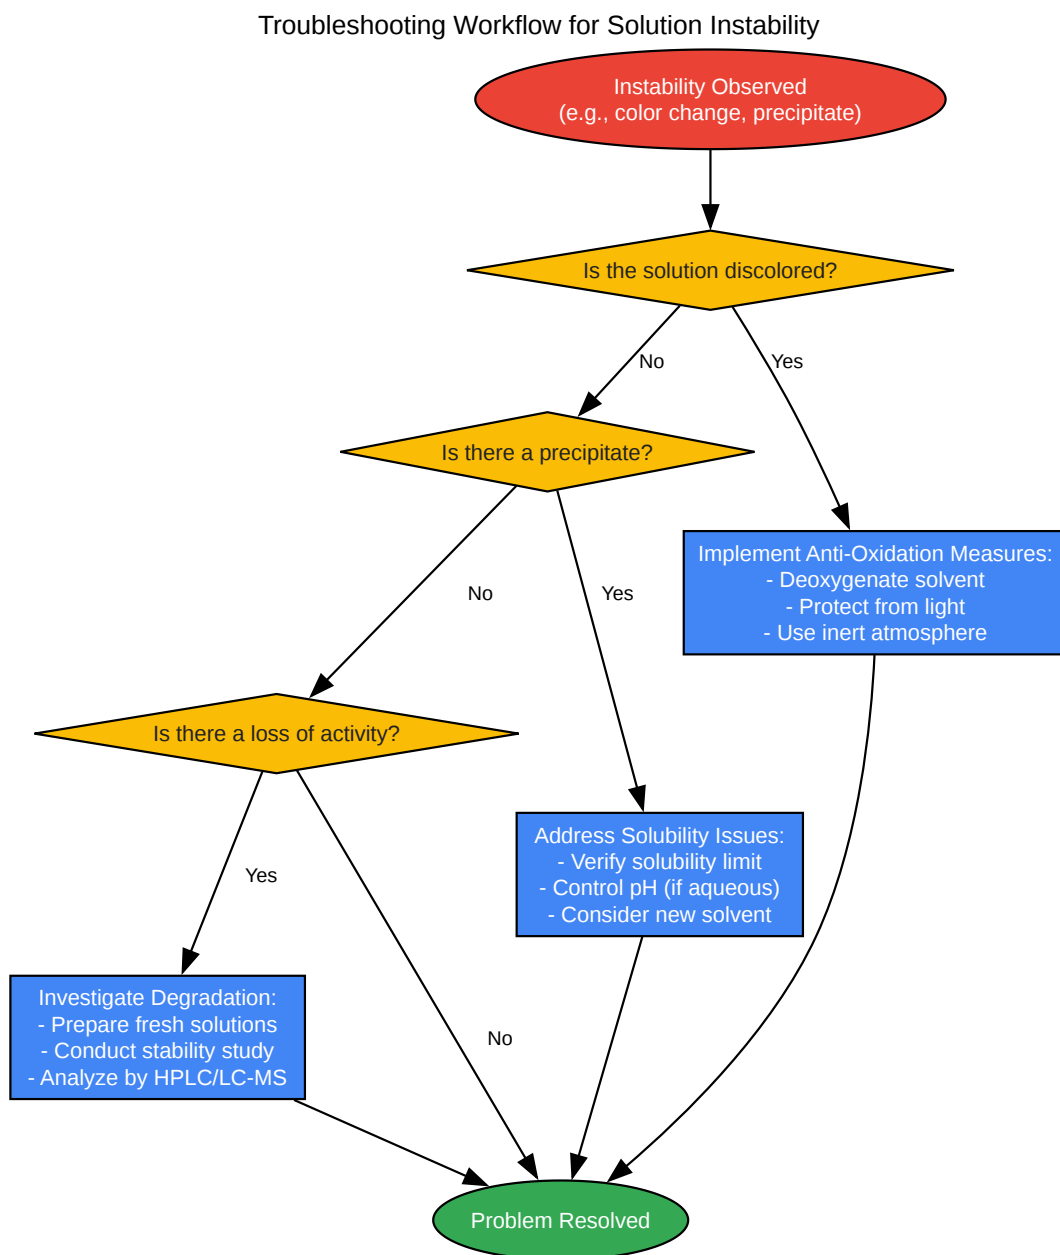 Troubleshooting Workflow for Solution Instability
Instability Observed
(e.g., color change, precipitate)
Is the solution discolored?
No
Yes
Is there a precipitate?
No
Yes
Implement Anti-Oxidation Measures:
- Deoxygenate solvent
- Protect from light
- Use inert atmosphere
Is there a loss of activity?
Yes
No
Address Solubility Issues:
- Verify solubility limit
- Control pH (if aqueous)
- Consider new solvent
Investigate Degradation:
- Prepare fresh solutions
- Conduct stability study
- Analyze by HPLC/LC-MS
Problem Resolved